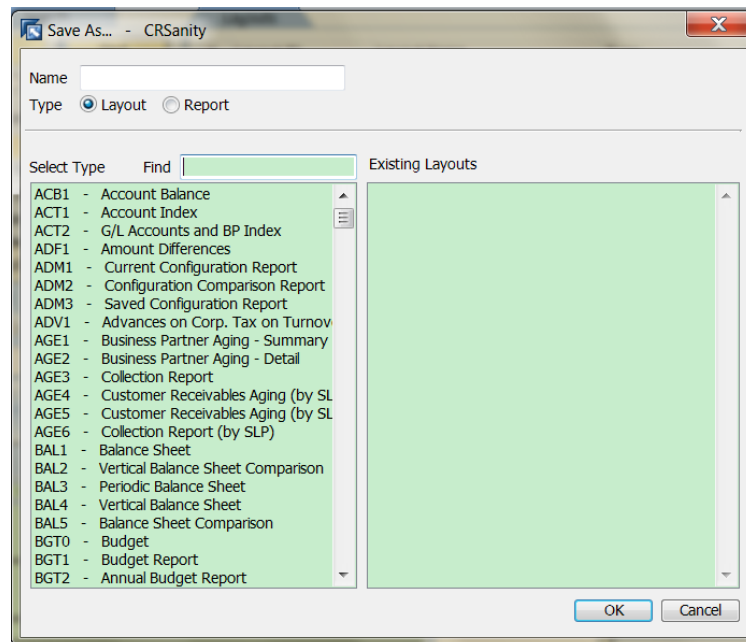 Save As... - CRSanity
Name
Type Layout Report
Select Type Find Existing Layouts
ACB1 - Account Balance
ACT1 - Account Index
ACT2 - G/L Accounts and BP Index
ADF1 - Amount Differences
ADM1 - Current Configuration Report
ADM2 - Configuration Comparison Report
ADM3 - Saved Configuration Report
ADV1 - Advances on Corp. Tax on Turnov
AGE1 - Business Partner Aging - Summary
AGE2 - Business Partner Aging - Detail
AGE3 - Collection Report
AGE4 - Customer Receivables Aging (by SL
AGE5 - Customer Receivables Aging (by SL
AGE6 - Collection Report (by SLP)
BAL1 - Balance Sheet
BAL2 - Vertical Balance Sheet Comparison
BAL3 - Periodic Balance Sheet
BAL4 - Vertical Balance Sheet
BAL5 - Balance Sheet Comparison
BGT0 - Budget
BGT1 - Budget Report
BGT2 - Annual Budget Report
OK Cancel